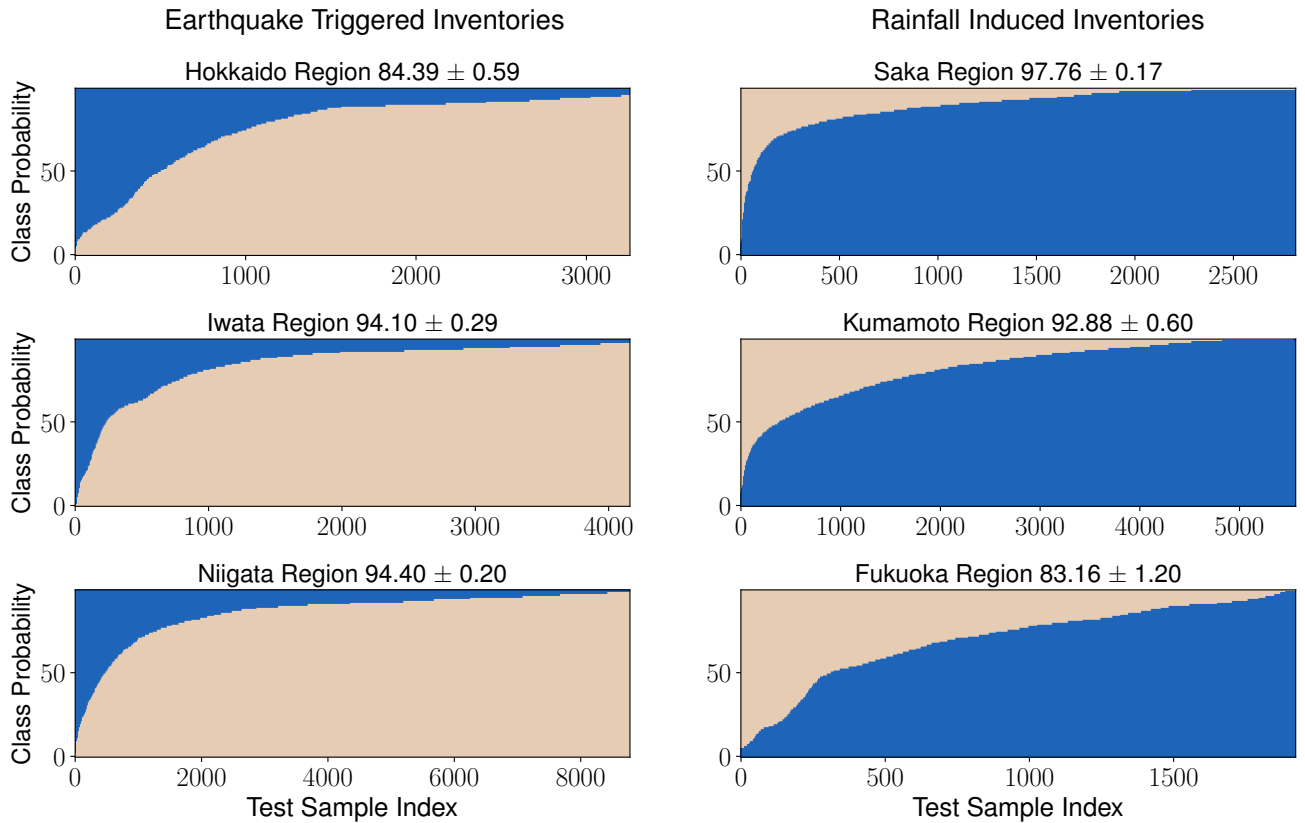 Earthquake Triggered Inventories
Rainfall Induced Inventories
Hokkaido Region 84.39 ± 0.59
Class Probability
50
0
0 1000 2000 3000
Saka Region 97.76 ± 0.17
50
0
0 500 1000 1500 2000 2500
Iwata Region 94.10 ± 0.29
Class Probability
50
0
0 1000 2000 3000 4000
Kumamoto Region 92.88 ± 0.60
50
0
0 1000 2000 3000 4000 5000
Niigata Region 94.40 ± 0.20
Class Probability
50
0
0 2000 4000 6000 8000
Test Sample Index
Fukuoka Region 83.16 ± 1.20
50
0
0 500 1000 1500
Test Sample Index